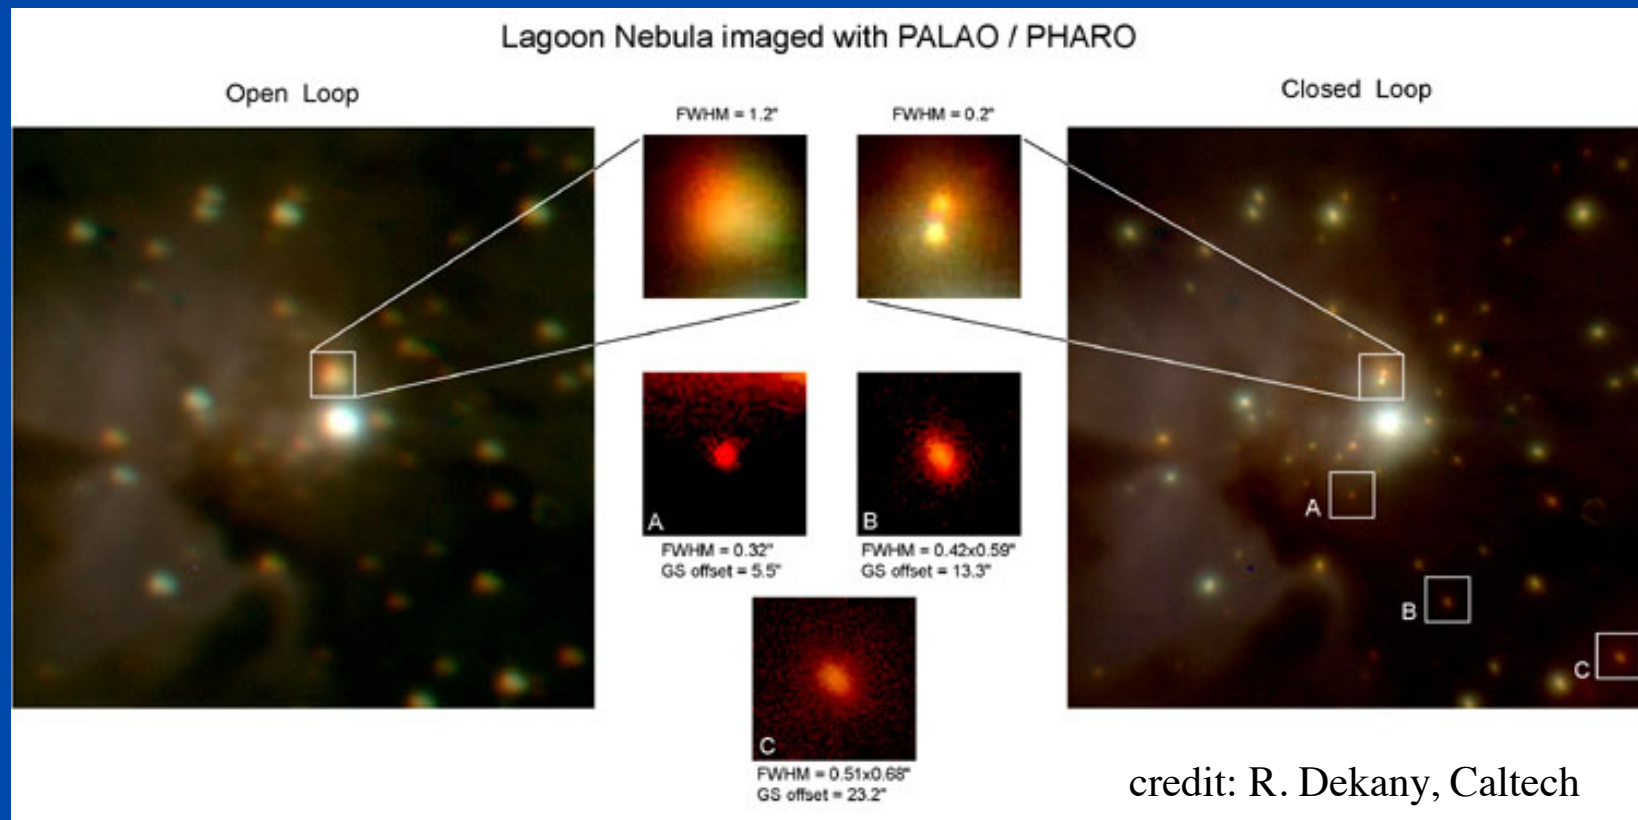 Lagoon Nebula imaged with PALAO / PHARO
Open Loop
Closed Loop
FWHM = 1.2"
FWHM = 0.2"
A
B
FWHM = 0.32"
GS offset = 5.5"
FWHM = 0.42x0.59"
GS offset = 13.3"
C
FWHM = 0.51x0.68"
GS offset = 23.2"
A
B
C
credit: R. Dekany, Caltech